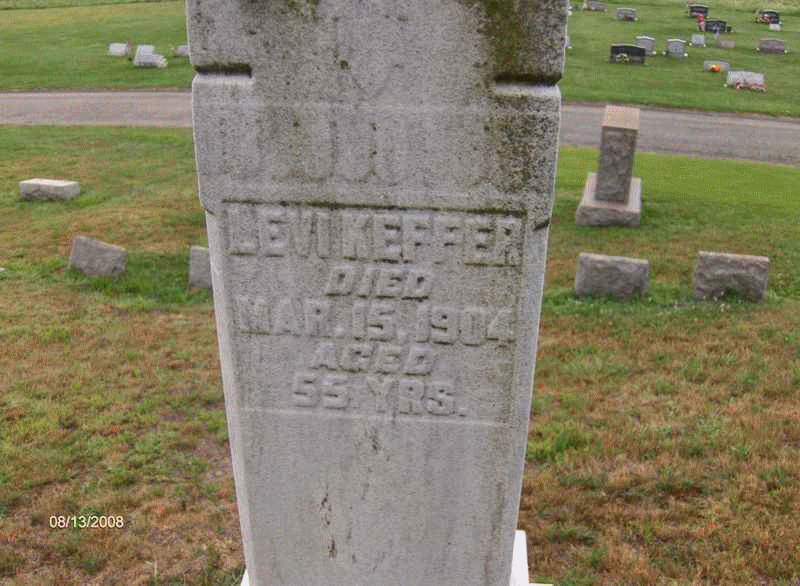 LEVI KEFFER
DIED
MAR. 15, 1904
AGED
55 YRS.
08/13/2008